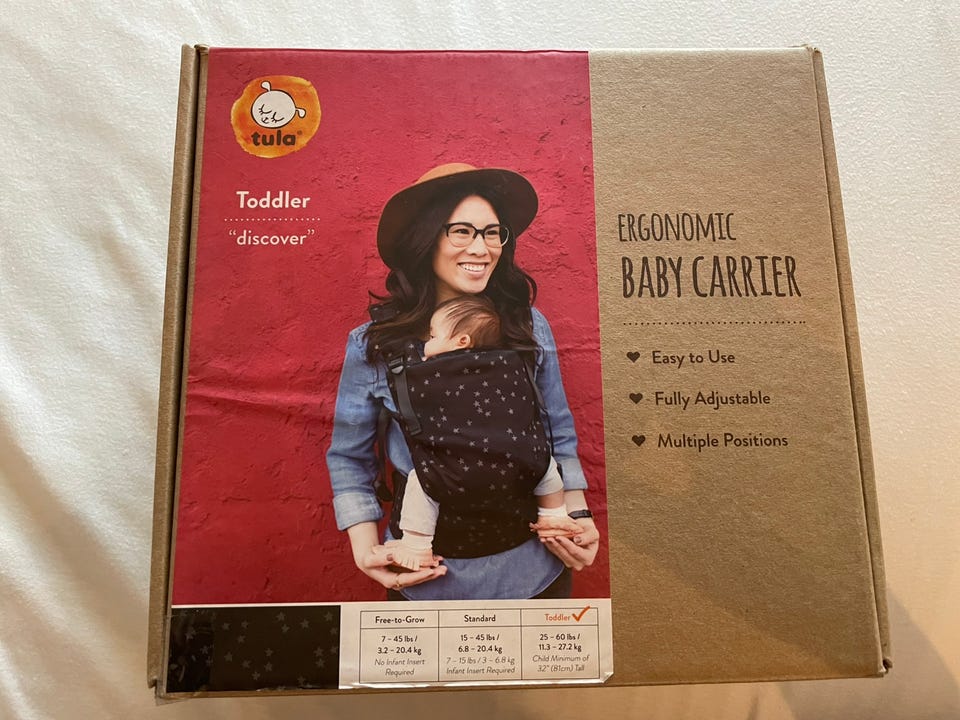 tula®
Toddler
“discover”
ERGONOMIC
BABY CARRIER
Easy to Use
Fully Adjustable
Multiple Positions
Free-to-Grow
7 – 45 lbs /
3.2 – 20.4 kg
No Infant Insert
Required
Standard
15 – 45 lbs /
6.8 – 20.4 kg
7 – 15 lbs / 3 – 6.8 kg
Infant Insert Required
Toddler
25 – 60 lbs /
11.3 – 27.2 kg
Child Minimum of
32" (81cm) Tall